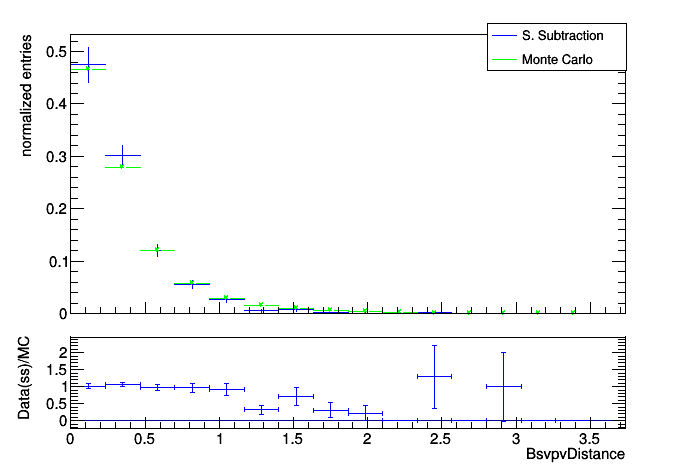 S. Subtraction
Monte Carlo
normalized entries
0.5
0.4
0.3
0.2
0.1
0
Data(ss)/MC
2
1.5
1
0.5
0
0 0.5 1 1.5 2 2.5 3 3.5
BsvpvDistance